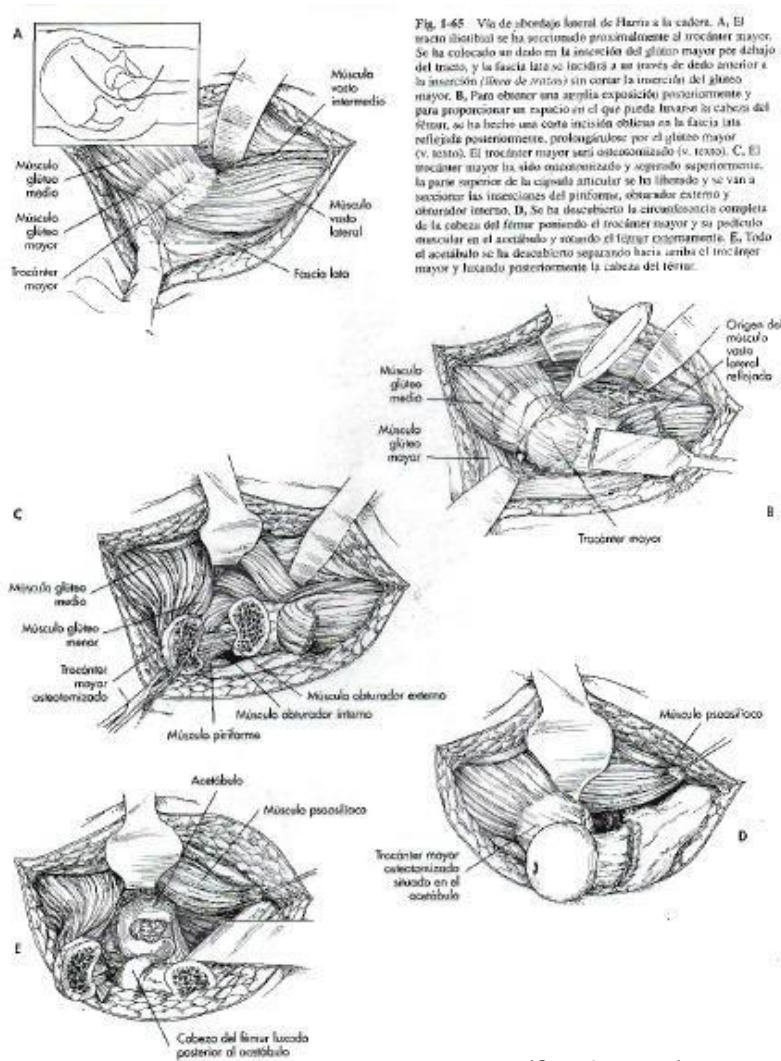 Fig. 1-65 Vía de abordaje lateral de Harris a la cadera. A, El
tracto iliotibial se ha seccionado proximalmente al trocánter mayor.
Se ha colocado un dedo en la inserción del glúteo mayor por debajo
del tracto, y la fascia lata se incidirá a un través de dedo anterior a
la inserción (línea de trazos) sin cortar la inserción del glúteo
mayor. B, Para obtener una amplia exposición posteriormente y
para proporcionar un espacio en el que pueda luxarse la cabeza del
fémur, se ha hecho una corta incisión oblicua en la fascia lata
reflejada posteriormente, prolongándose por el glúteo mayor
(v. texto). El trocánter mayor será osteotomizado (v. texto). C, El
trocánter mayor ha sido osteotomizado y separado superiormente,
la parte superior de la cápsula articular se ha liberado y se van a
seccionar las inserciones del piriforme, obturador externo y
obturador interno. D, Se ha descubierto la circunferencia completa
de la cabeza del fémur poniendo el trocánter mayor y su pedículo
muscular en el acetábulo y rotando el fémur externamente. E, Todo
el acetábulo se ha descubierto separando hacia arriba el trocánter
mayor y luxando posteriormente la cabeza del fémur.
A
Músculo
vasto
intermedio
Músculo
glúteo
medio
Músculo
glúteo
mayor
Trocánter
mayor
Músculo
vasto
lateral
Fascia lata
Origen del
músculo
vasto
lateral
reflejado
Músculo
glúteo
medio
Músculo
glúteo
mayor
Trocánter mayor
B
C
Músculo glúteo
medio
Músculo glúteo
menor
Trocánter
mayor
osteotomizado
Músculo obturador externo
Músculo obturador interno
Músculo piriforme
Músculo psoasilíaco
Trocánter mayor
osteotomizado
situado en el
acetábulo
D
Acetábulo
Músculo psoasilíaco
E
Cabeza del fémur luxada
posterior al acetábulo